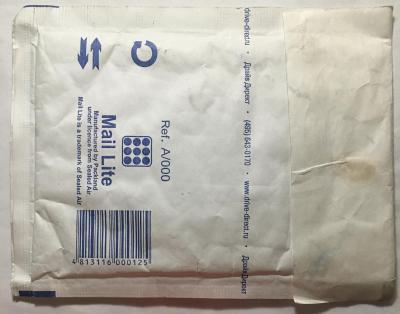 Ref. A/000
Mail Lite
Manufactured by Packland
under licence from Sealed Air
Mail Lite is a trademark of Sealed Air
4 813116 000125
drive-direct.ru • Драйв Директ • (495) 643-0170 • www.drive-direct.ru • Драйв Директ